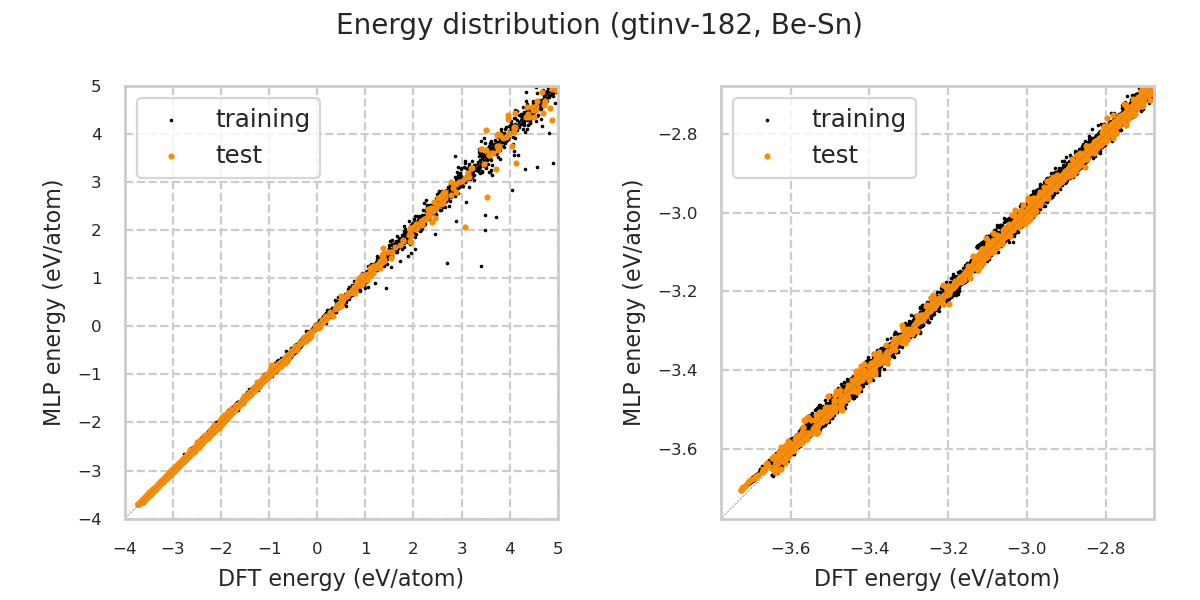 Energy distribution (gtinv-182, Be-Sn)
training
test
MLP energy (eV/atom)
5
4
3
2
1
0
−1
−2
−3
−4
−4 −3 −2 −1 0 1 2 3 4 5
DFT energy (eV/atom)
training
test
MLP energy (eV/atom)
−2.8
−3.0
−3.2
−3.4
−3.6
−3.6 −3.4 −3.2 −3.0 −2.8
DFT energy (eV/atom)